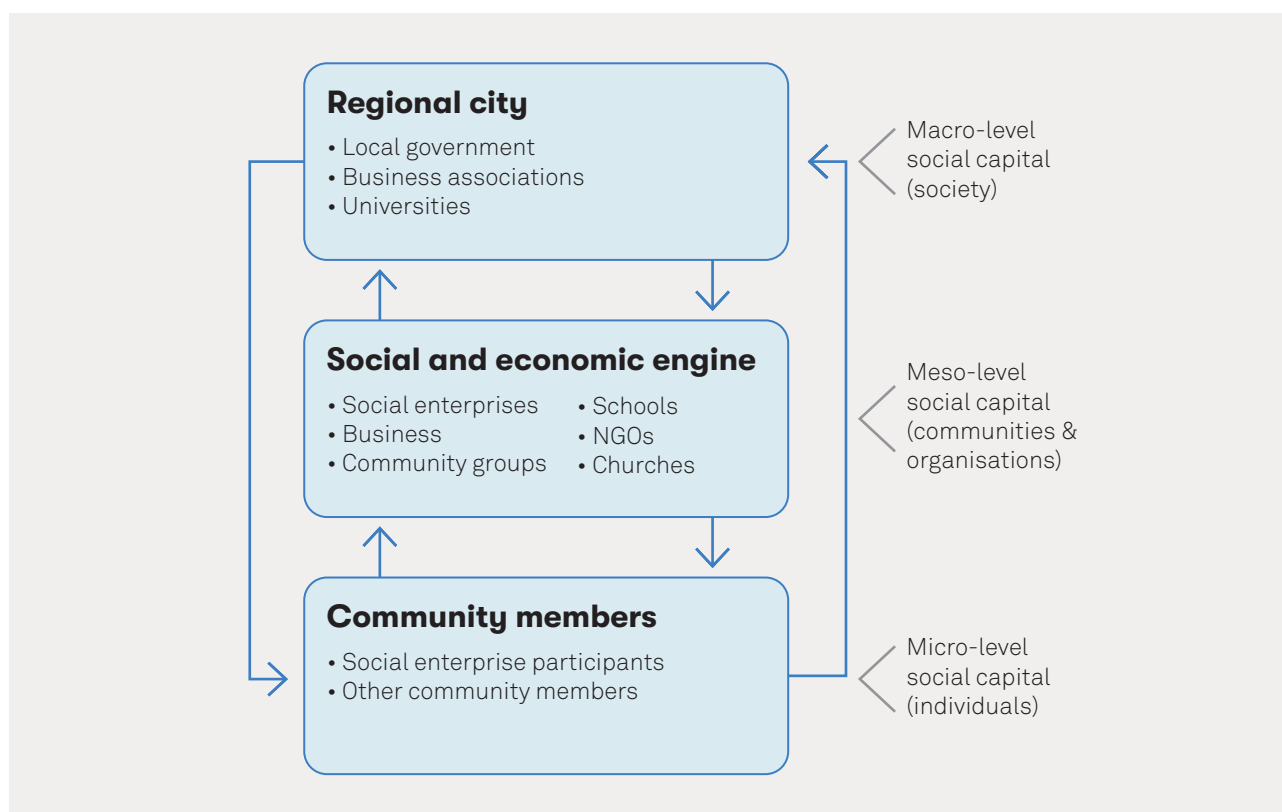 Regional city
• Local government
• Business associations
• Universities
Macro-level
social capital
(society)
Social and economic engine
• Social enterprises
• Business
• Community groups
• Schools
• NGOs
• Churches
Meso-level
social capital
(communities &
organisations)
Community members
• Social enterprise participants
• Other community members
Micro-level
social capital
(individuals)